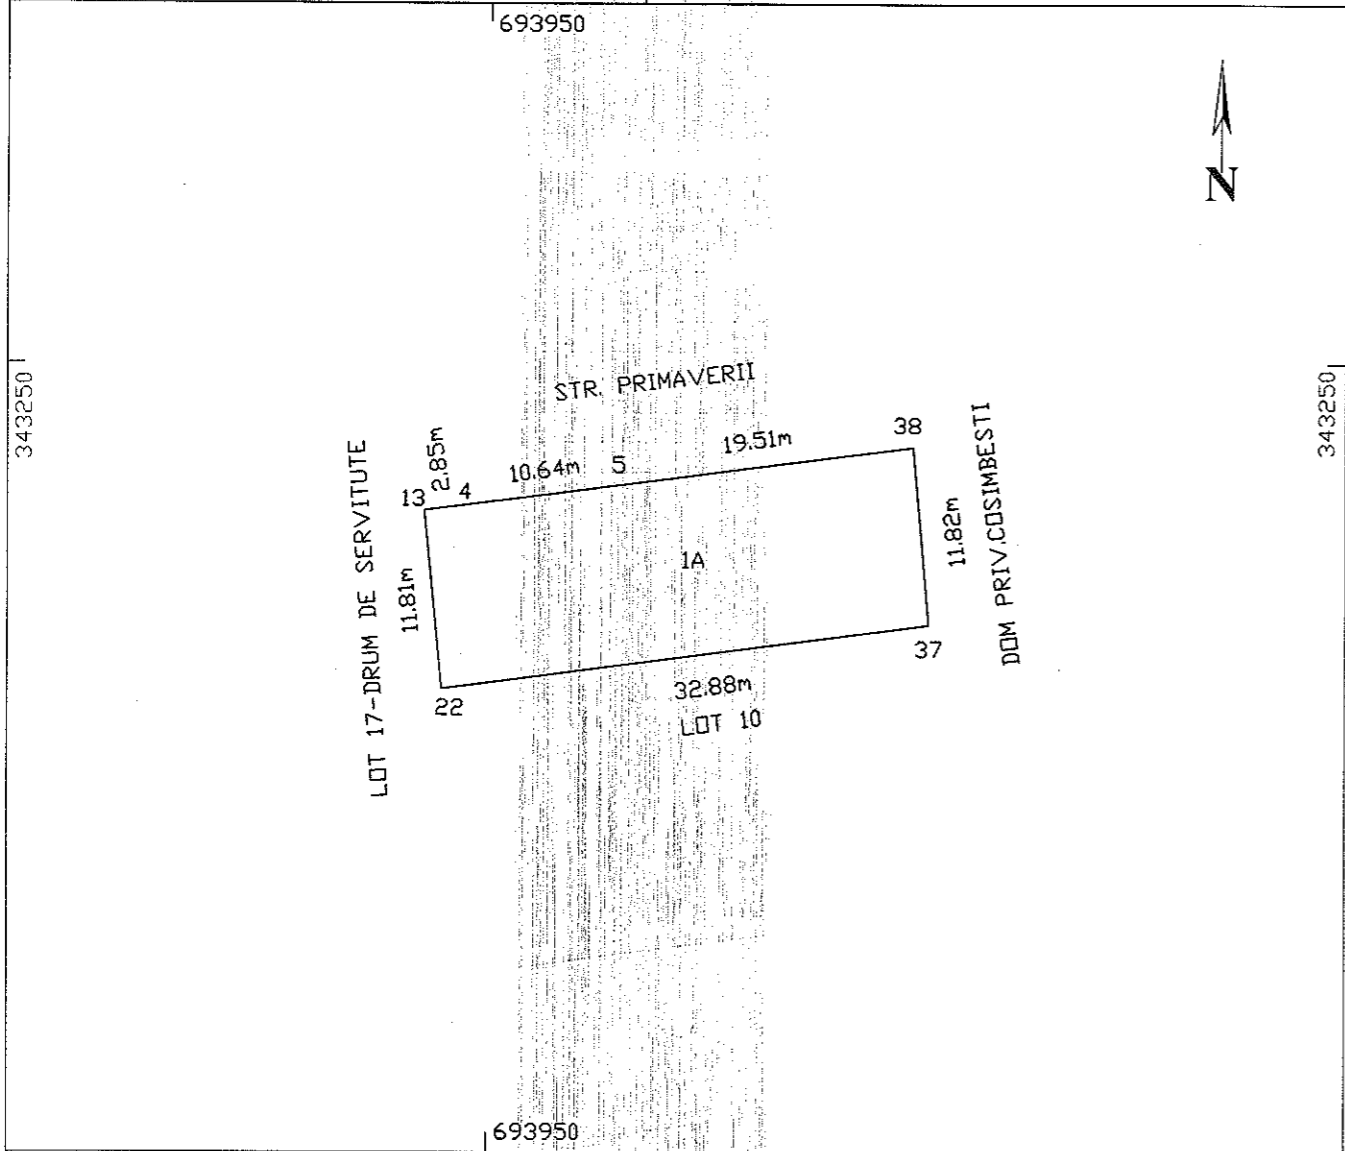 693950
N
343250
343250
STR. PRIMAVERII
38
19.51m
5
10.64m
2.85m
4
13
LOT 17-DRUM DE SERVITUTE
11.81m
1A
11.82m
DOM PRIV.COSIMBESTI
37
22
32.88m
LOT 10
693950